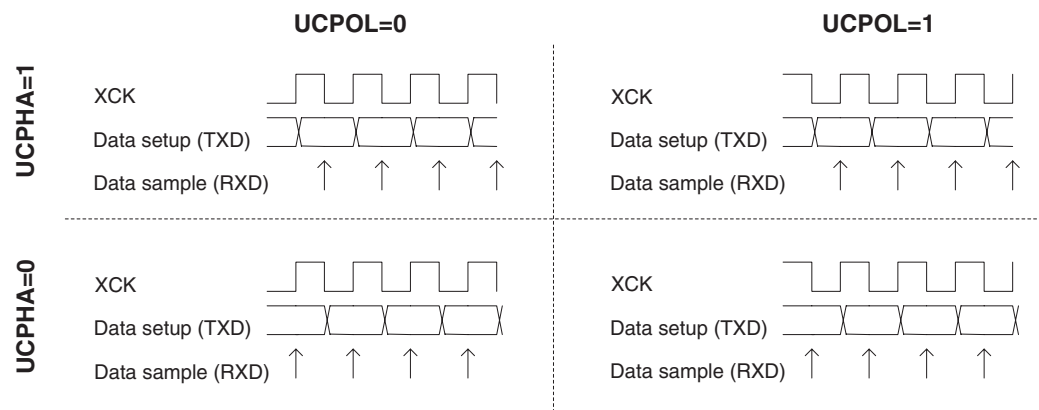 UCPOL=0
UCPOL=1
UCPHA=1
XCK
Data setup (TXD)
Data sample (RXD)
XCK
Data setup (TXD)
Data sample (RXD)
UCPHA=0
XCK
Data setup (TXD)
Data sample (RXD)
XCK
Data setup (TXD)
Data sample (RXD)